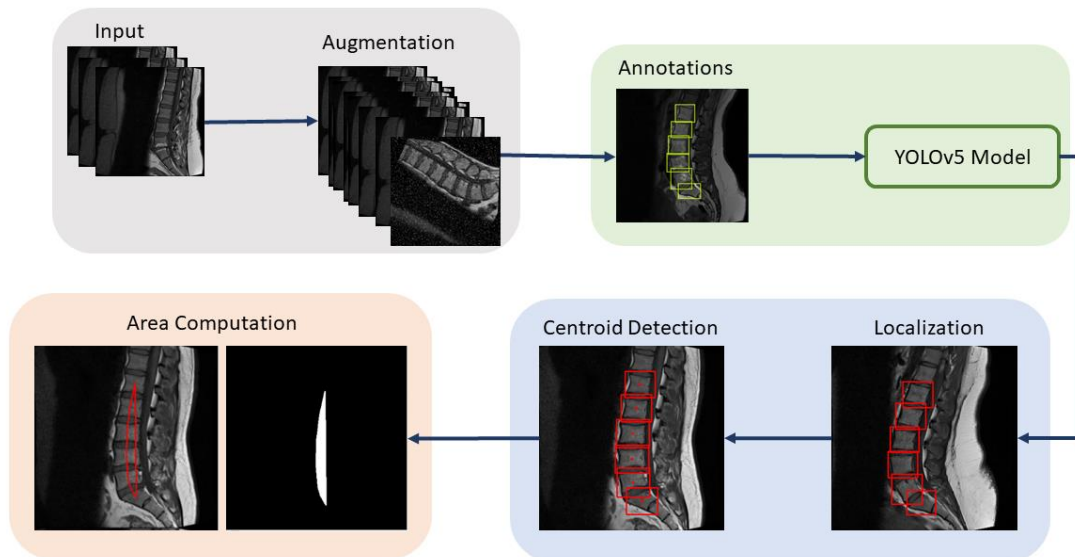 Input
Augmentation
Annotations
YOLOv5 Model
Area Computation
Centroid Detection
Localization